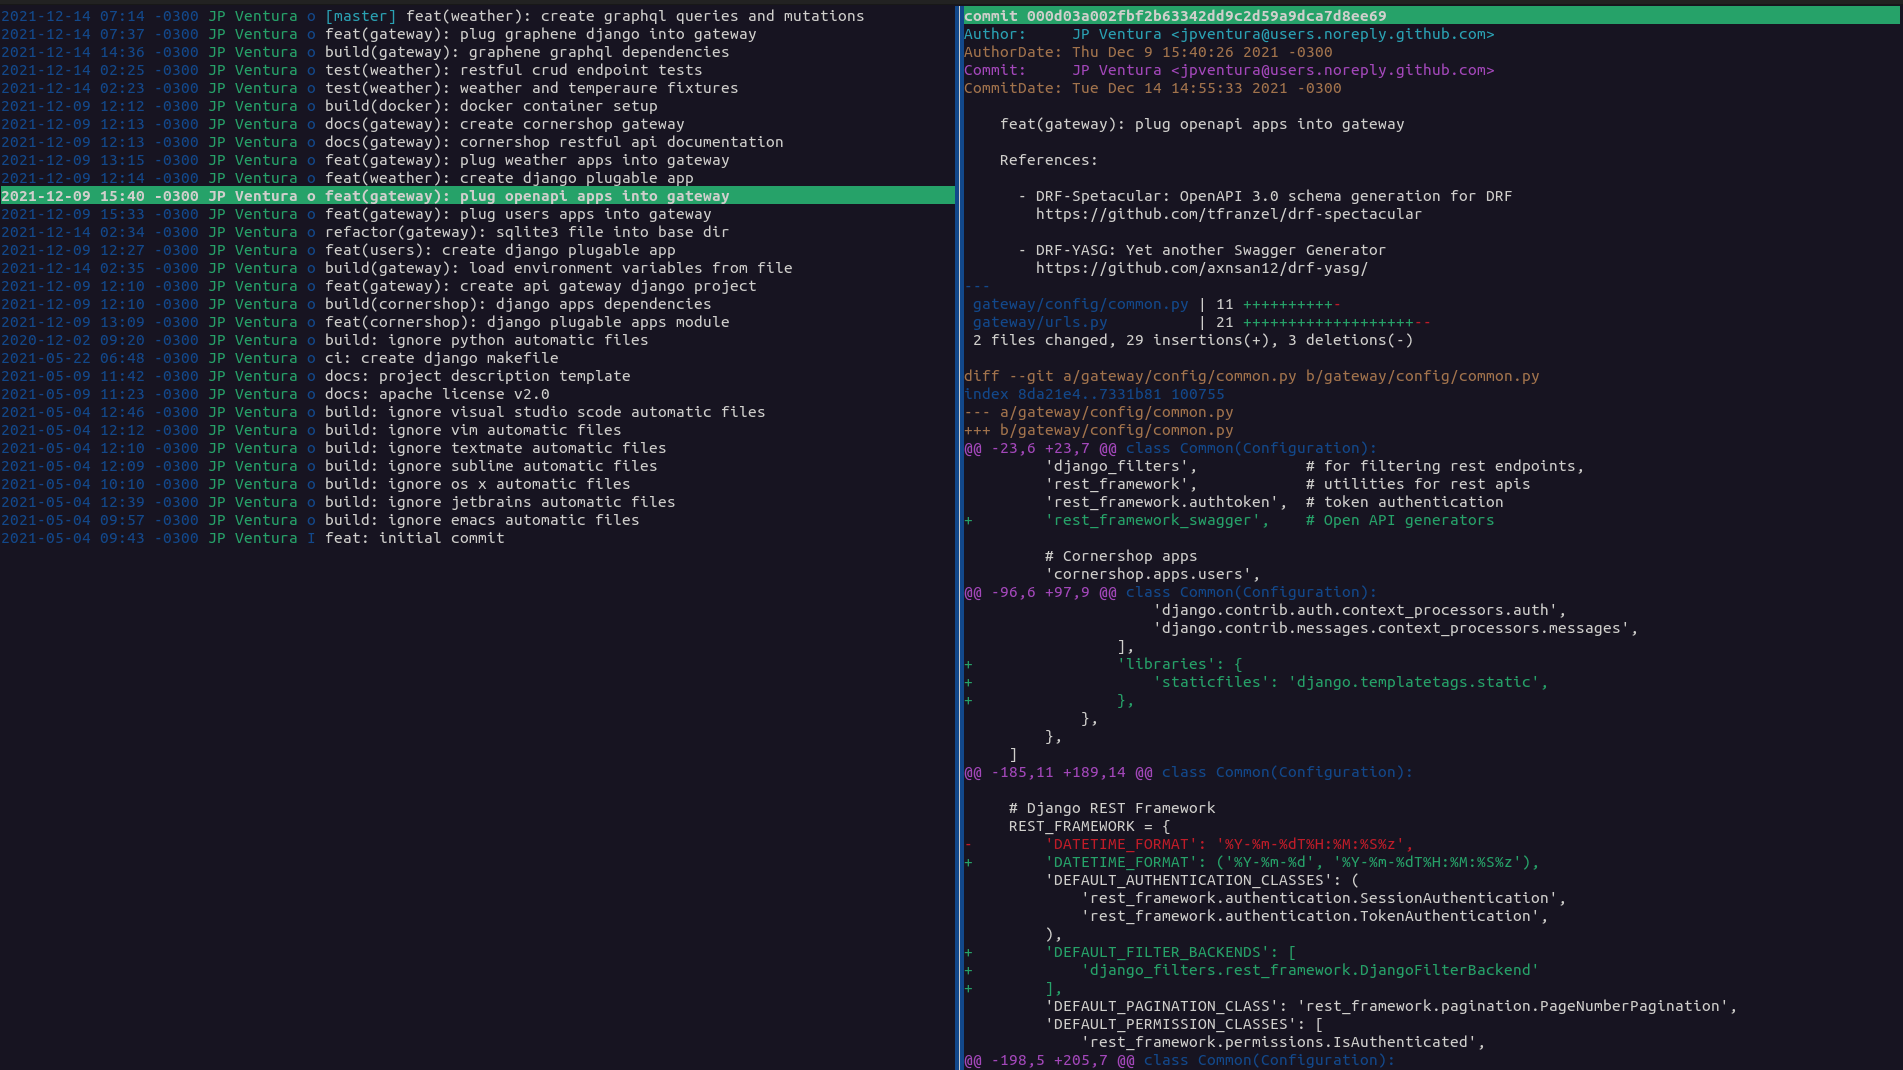 2021-12-14 07:14 -0300 JP Ventura o [master] feat(weather): create graphql queries and mutations
2021-12-14 07:37 -0300 JP Ventura o feat(gateway): plug graphene django into gateway
2021-12-14 14:36 -0300 JP Ventura o build(gateway): graphene graphql dependencies
2021-12-14 02:25 -0300 JP Ventura o test(weather): restful crud endpoint tests
2021-12-14 02:23 -0300 JP Ventura o test(weather): weather and temperaure fixtures
2021-12-09 12:12 -0300 JP Ventura o build(docker): docker container setup
2021-12-09 12:13 -0300 JP Ventura o docs(gateway): create cornershop gateway
2021-12-09 12:13 -0300 JP Ventura o docs(gateway): cornershop restful api documentation
2021-12-09 13:15 -0300 JP Ventura o feat(gateway): plug weather apps into gateway
2021-12-09 12:14 -0300 JP Ventura o feat(weather): create django plugable app
2021-12-09 15:40 -0300 JP Ventura o feat(gateway): plug openapi apps into gateway
2021-12-09 15:33 -0300 JP Ventura o feat(gateway): plug users apps into gateway
2021-12-14 02:34 -0300 JP Ventura o refactor(gateway): sqlite3 file into base dir
2021-12-09 12:27 -0300 JP Ventura o feat(users): create django plugable app
2021-12-14 02:35 -0300 JP Ventura o build(gateway): load environment variables from file
2021-12-09 12:10 -0300 JP Ventura o feat(gateway): create api gateway django project
2021-12-09 12:10 -0300 JP Ventura o build(cornershop): django apps dependencies
2021-12-09 13:09 -0300 JP Ventura o feat(cornershop): django plugable apps module
2020-12-02 09:20 -0300 JP Ventura o build: ignore python automatic files
2021-05-22 06:48 -0300 JP Ventura o ci: create django makefile
2021-05-09 11:42 -0300 JP Ventura o docs: project description template
2021-05-09 11:23 -0300 JP Ventura o docs: apache license v2.0
2021-05-04 12:46 -0300 JP Ventura o build: ignore visual studio scode automatic files
2021-05-04 12:12 -0300 JP Ventura o build: ignore vim automatic files
2021-05-04 12:10 -0300 JP Ventura o build: ignore textmate automatic files
2021-05-04 12:09 -0300 JP Ventura o build: ignore sublime automatic files
2021-05-04 10:10 -0300 JP Ventura o build: ignore os x automatic files
2021-05-04 12:39 -0300 JP Ventura o build: ignore jetbrains automatic files
2021-05-04 09:57 -0300 JP Ventura o build: ignore emacs automatic files
2021-05-04 09:43 -0300 JP Ventura I feat: initial commit
commit 000d03a002fbf2b63342dd9c2d59a9dca7d8ee69
Author:     JP Ventura <jpventura@users.noreply.github.com>
AuthorDate: Thu Dec 9 15:40:26 2021 -0300
Commit:     JP Ventura <jpventura@users.noreply.github.com>
CommitDate: Tue Dec 14 14:55:33 2021 -0300
    feat(gateway): plug openapi apps into gateway
    References:
      - DRF-Spetacular: OpenAPI 3.0 schema generation for DRF
        https://github.com/tfranzel/drf-spectacular
      - DRF-YASG: Yet another Swagger Generator
        https://github.com/axnsan12/drf-yasg/
---
 gateway/config/common.py | 11 ++++++++++-
 gateway/urls.py          | 21 +++++++++++++++++++--
 2 files changed, 29 insertions(+), 3 deletions(-)
diff --git a/gateway/config/common.py b/gateway/config/common.py
index 8da21e4..7331b81 100755
--- a/gateway/config/common.py
+++ b/gateway/config/common.py
@@ -23,6 +23,7 @@ class Common(Configuration):
         'django_filters',            # for filtering rest endpoints,
         'rest_framework',            # utilities for rest apis
         'rest_framework.authtoken',  # token authentication
+        'rest_framework_swagger',    # Open API generators
         # Cornershop apps
         'cornershop.apps.users',
@@ -96,6 +97,9 @@ class Common(Configuration):
                     'django.contrib.auth.context_processors.auth',
                     'django.contrib.messages.context_processors.messages',
                 ],
+                'libraries': {
+                    'staticfiles': 'django.templatetags.static',
+                },
             },
         },
     ]
@@ -185,11 +189,14 @@ class Common(Configuration):
     # Django REST Framework
     REST_FRAMEWORK = {
-        'DATETIME_FORMAT': '%Y-%m-%dT%H:%M:%S%z',
+        'DATETIME_FORMAT': ('%Y-%m-%d', '%Y-%m-%dT%H:%M:%S%z'),
         'DEFAULT_AUTHENTICATION_CLASSES': (
             'rest_framework.authentication.SessionAuthentication',
             'rest_framework.authentication.TokenAuthentication',
         ),
+        'DEFAULT_FILTER_BACKENDS': [
+            'django_filters.rest_framework.DjangoFilterBackend'
+        ],
         'DEFAULT_PAGINATION_CLASS': 'rest_framework.pagination.PageNumberPagination',
         'DEFAULT_PERMISSION_CLASSES': [
             'rest_framework.permissions.IsAuthenticated',
@@ -198,5 +205,7 @@ class Common(Configuration):